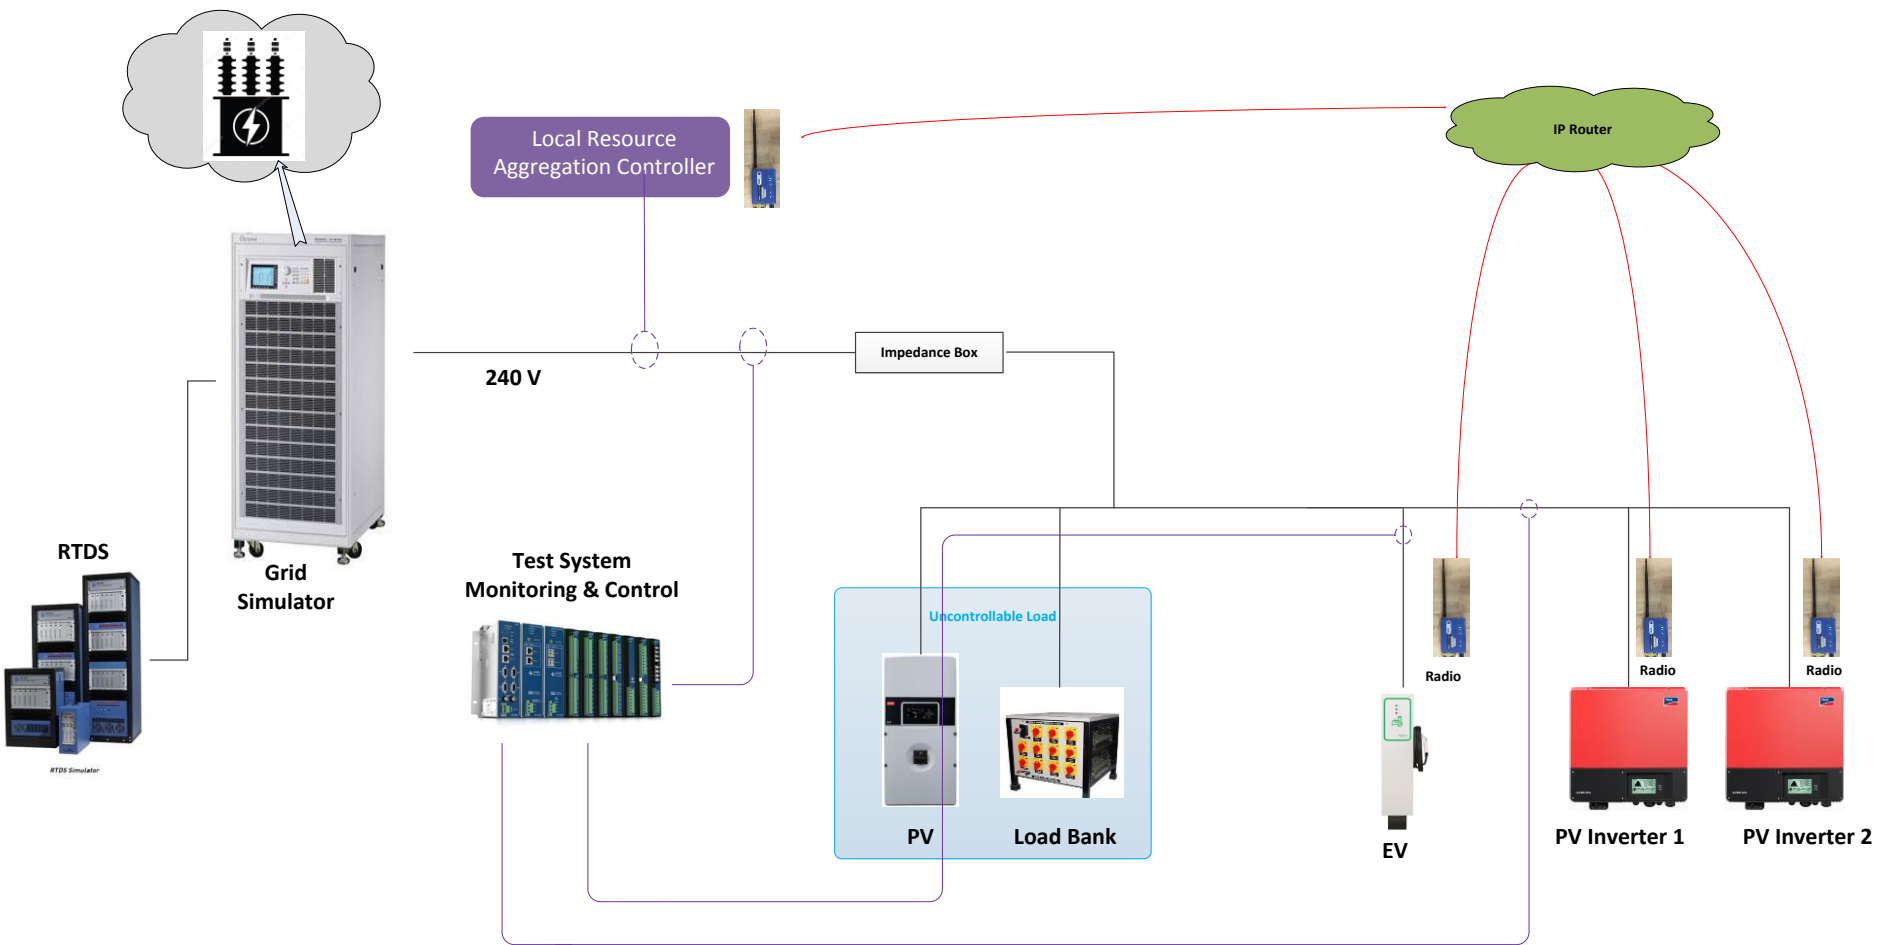 Local Resource
Aggregation Controller
IP Router
Impedance Box
240 V
RTDS
Grid
Simulator
Test System
Monitoring & Control
Uncontrollable Load
Radio
Radio
Radio
RTDS Simulator
PV
Load Bank
EV
PV Inverter 1
PV Inverter 2